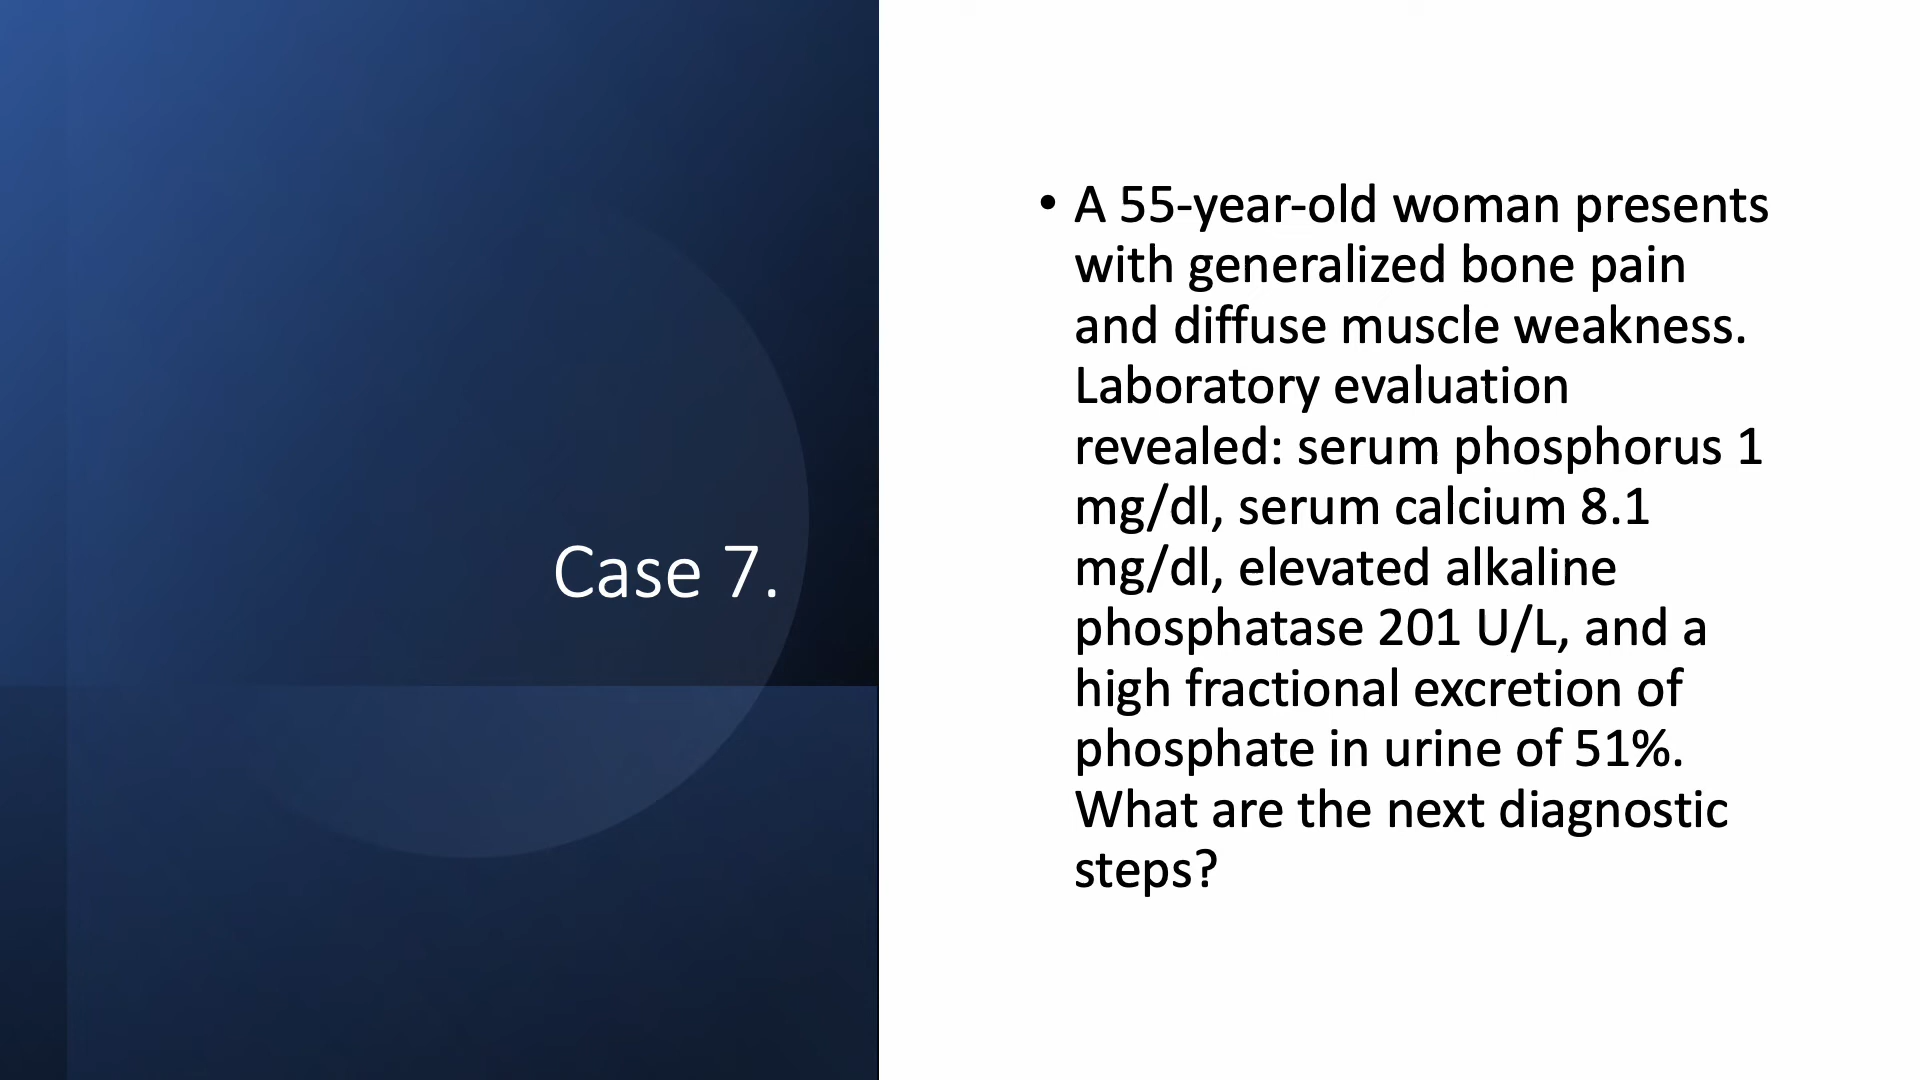 Case 7.
• A 55-year-old woman presents
with generalized bone pain
and diffuse muscle weakness.
Laboratory evaluation
revealed: serum phosphorus 1
mg/dl, serum calcium 8.1
mg/dl, elevated alkaline
phosphatase 201 U/L, and a
high fractional excretion of
phosphate in urine of 51%.
What are the next diagnostic
steps?